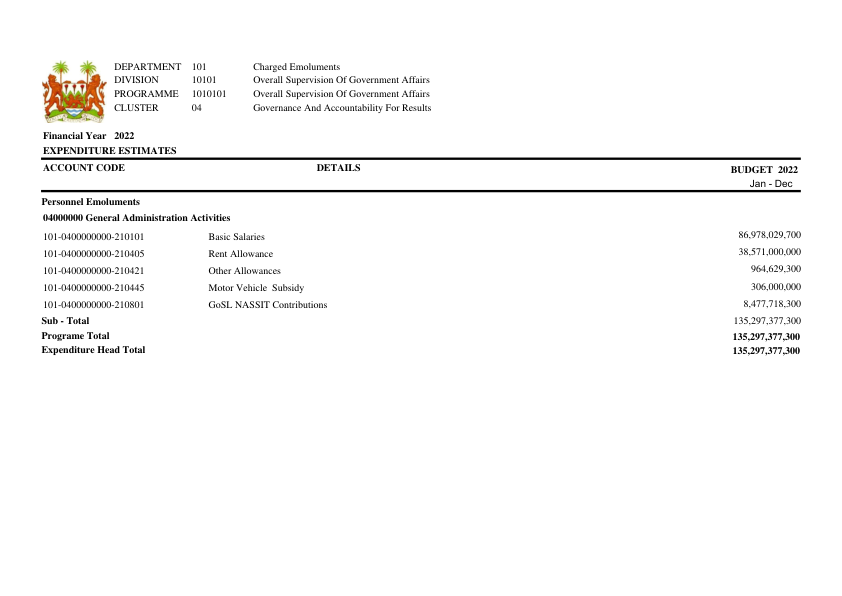 DEPARTMENT 101 Charged Emoluments
DIVISION 10101 Overall Supervision Of Government Affairs
PROGRAMME 1010101 Overall Supervision Of Government Affairs
CLUSTER 04 Governance And Accountability For Results
Financial Year 2022
EXPENDITURE ESTIMATES
ACCOUNT CODE DETAILS BUDGET 2022
Jan - Dec
Personnel Emoluments
04000000 General Administration Activities
101-0400000000-210101 Basic Salaries 86,978,029,700
101-0400000000-210405 Rent Allowance 38,571,000,000
101-0400000000-210421 Other Allowances 964,629,300
101-0400000000-210445 Motor Vehicle Subsidy 306,000,000
101-0400000000-210801 GoSL NASSIT Contributions 8,477,718,300
Sub - Total 135,297,377,300
Programe Total 135,297,377,300
Expenditure Head Total 135,297,377,300